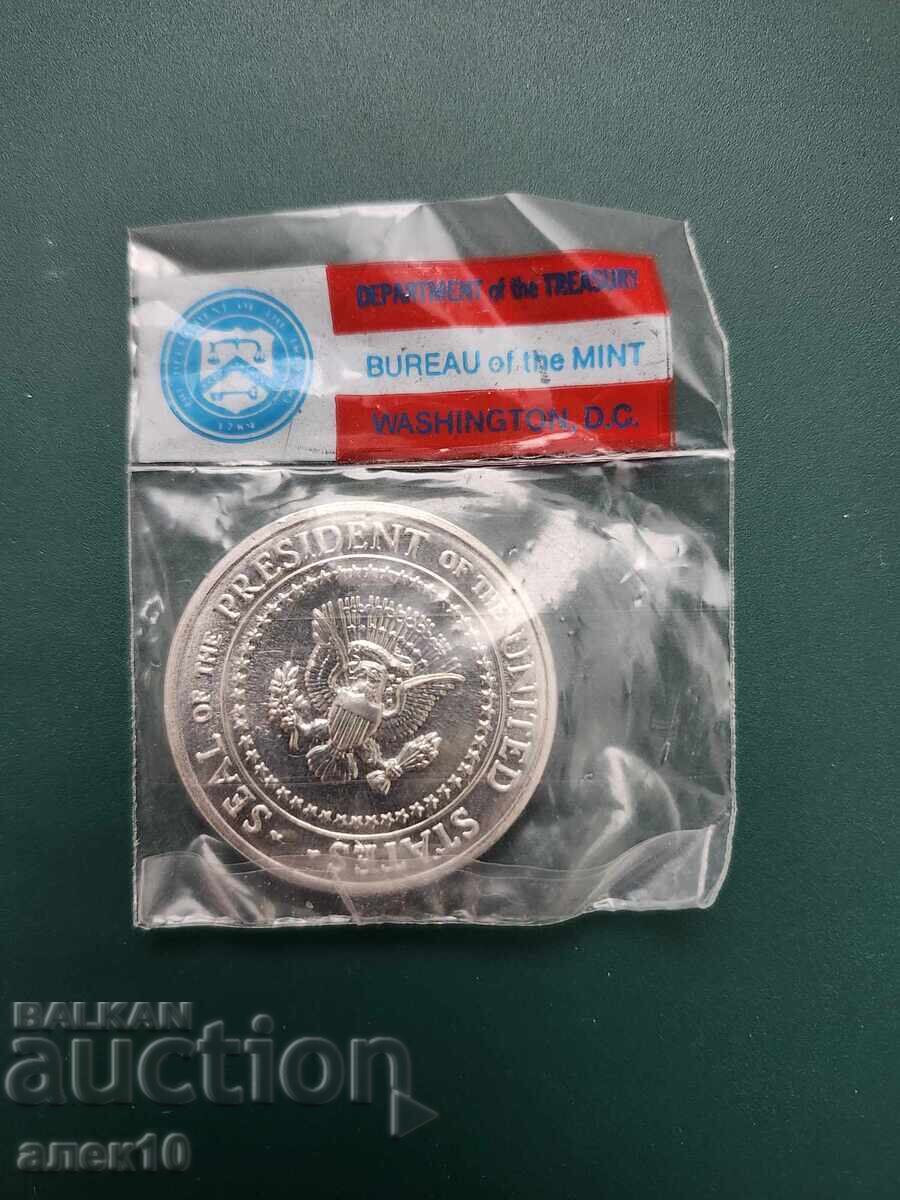 DEPARTMENT of the TREASURY
BUREAU of the MINT
WASHINGTON, D.C.
1789
SEAL OF THE PRESIDENT OF THE UNITED STATES
BALKAN
auction
алек10